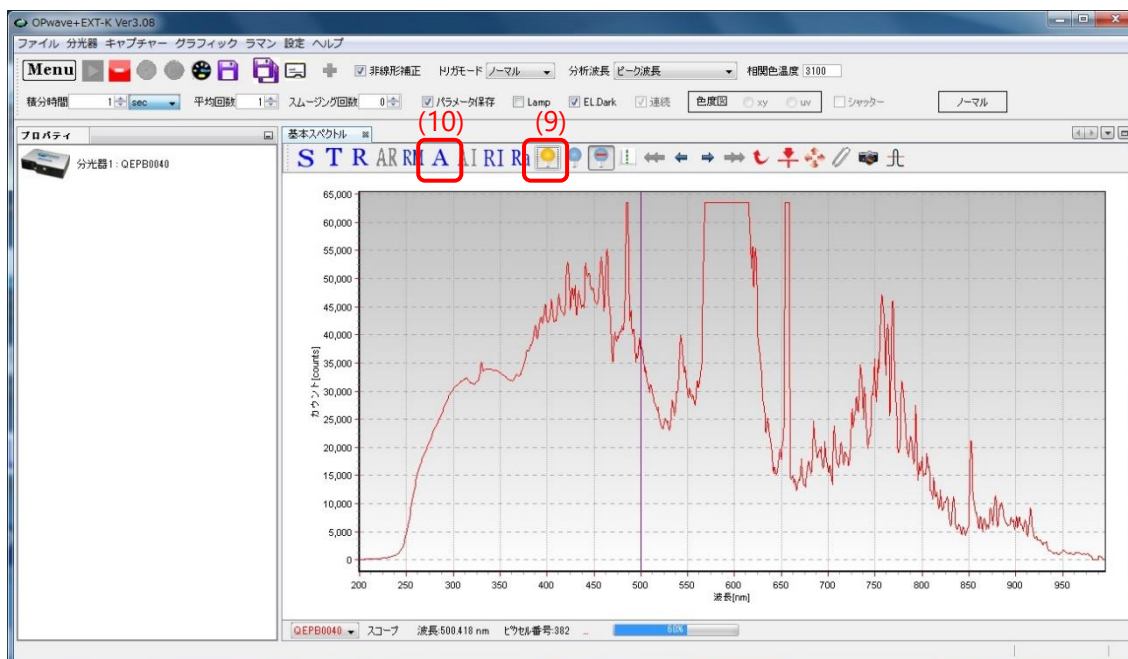 OPwave+EXT-K Ver3.08
ファイル 分光器 キャプチャー グラフィック ラマン 設定 ヘルプ
Menu 非線形補正 トリガモード ノーマル 分析波長 ピーク波長 相関色温度 3100
積分時間 1 sec 平均回数 1 スムージング回数 0 パラメータ保存 Lamp EL.Dark 連続 色度図 xy uv シャッター ノーマル
プロパティ
分光器1 : QEPB0040
(10) (9)
基本スペクトル
S T R AR RM A AI RI Ra
65,000
60,000
55,000
50,000
45,000
40,000
35,000
30,000
25,000
20,000
15,000
10,000
5,000
0
カウント[counts]
200 250 300 350 400 450 500 550 600 650 700 750 800 850 900 950
波長[nm]
QEPB0040 スコープ 波長:500.418 nm ピクセル番号:382 60%